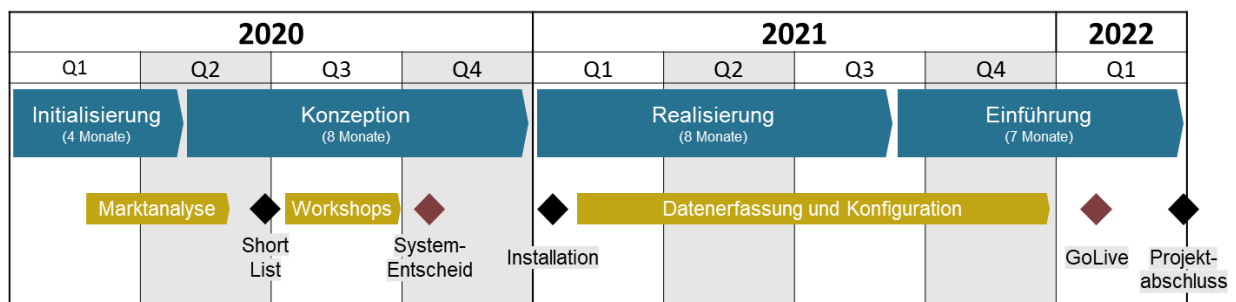 2020 2021 2022
Q1 Q2 Q3 Q4 Q1 Q2 Q3 Q4 Q1
Initialisierung
(4 Monate)
Konzeption
(8 Monate)
Realisierung
(8 Monate)
Einführung
(7 Monate)
Marktanalyse
Workshops
Datenerfassung und Konfiguration
Short
List
System-
Entscheid
Installation
GoLive
Projekt-
abschluss